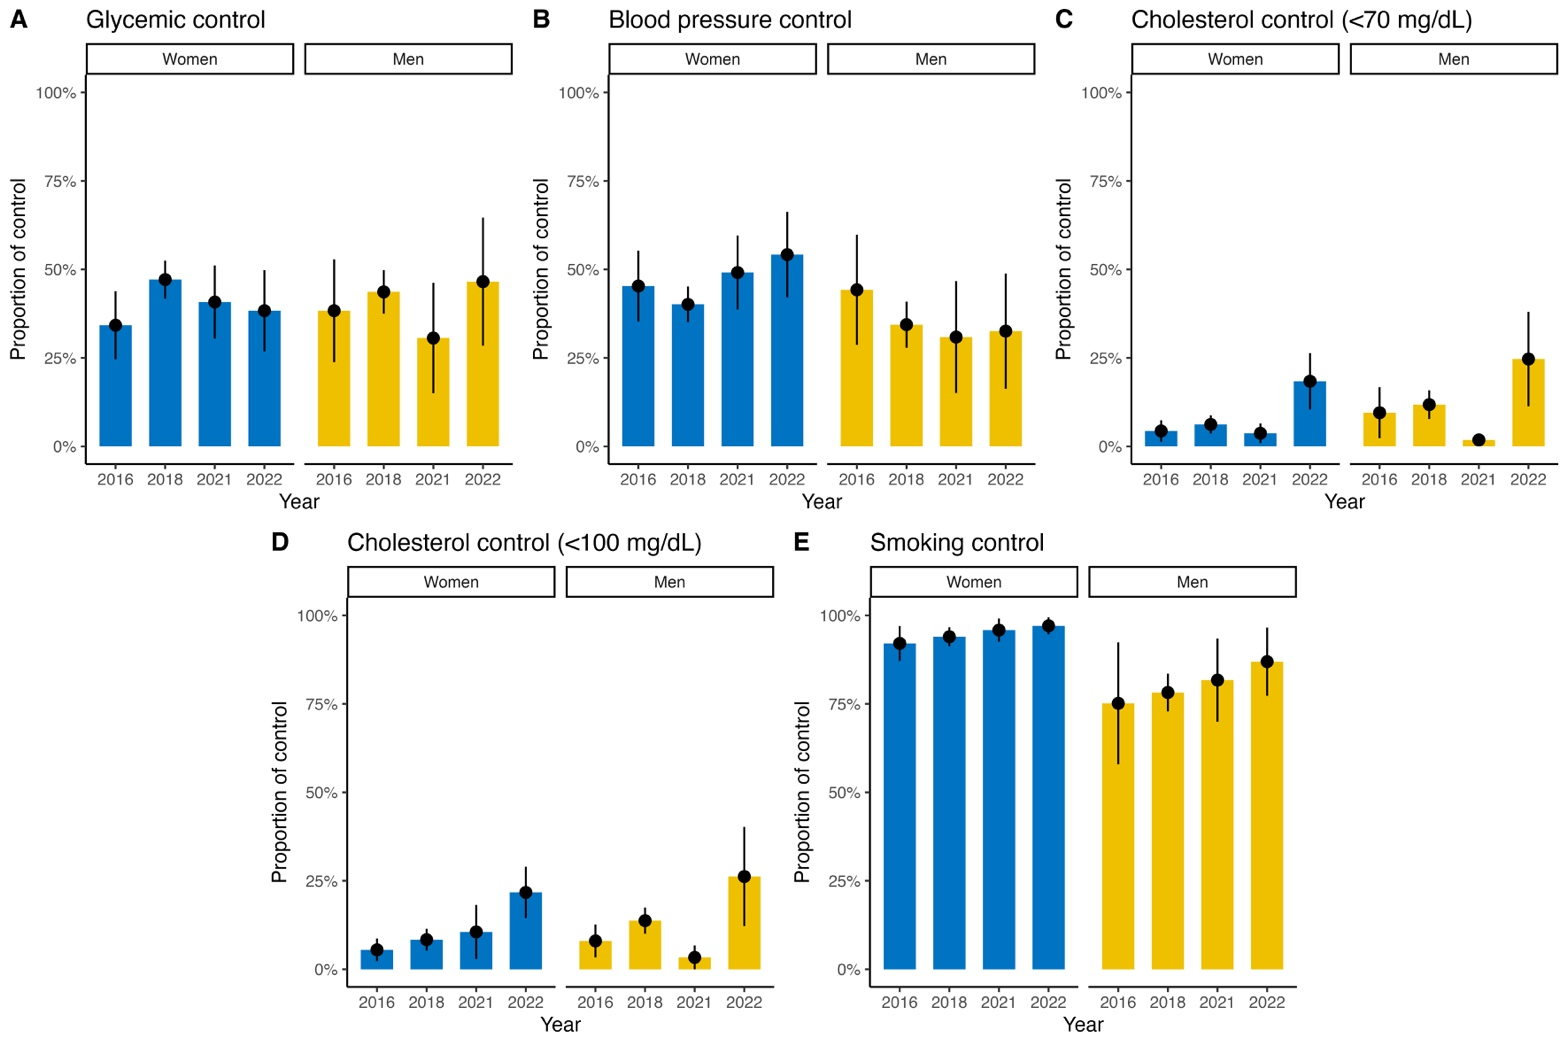 A Glycemic control
Women Men
Proportion of control
100%
75%
50%
25%
0%
2016 2018 2021 2022 2016 2018 2021 2022
Year
B Blood pressure control
Women Men
Proportion of control
100%
75%
50%
25%
0%
2016 2018 2021 2022 2016 2018 2021 2022
Year
C Cholesterol control (<70 mg/dL)
Women Men
Proportion of control
100%
75%
50%
25%
0%
2016 2018 2021 2022 2016 2018 2021 2022
Year
D Cholesterol control (<100 mg/dL)
Women Men
Proportion of control
100%
75%
50%
25%
0%
2016 2018 2021 2022 2016 2018 2021 2022
Year
E Smoking control
Women Men
Proportion of control
100%
75%
50%
25%
0%
2016 2018 2021 2022 2016 2018 2021 2022
Year